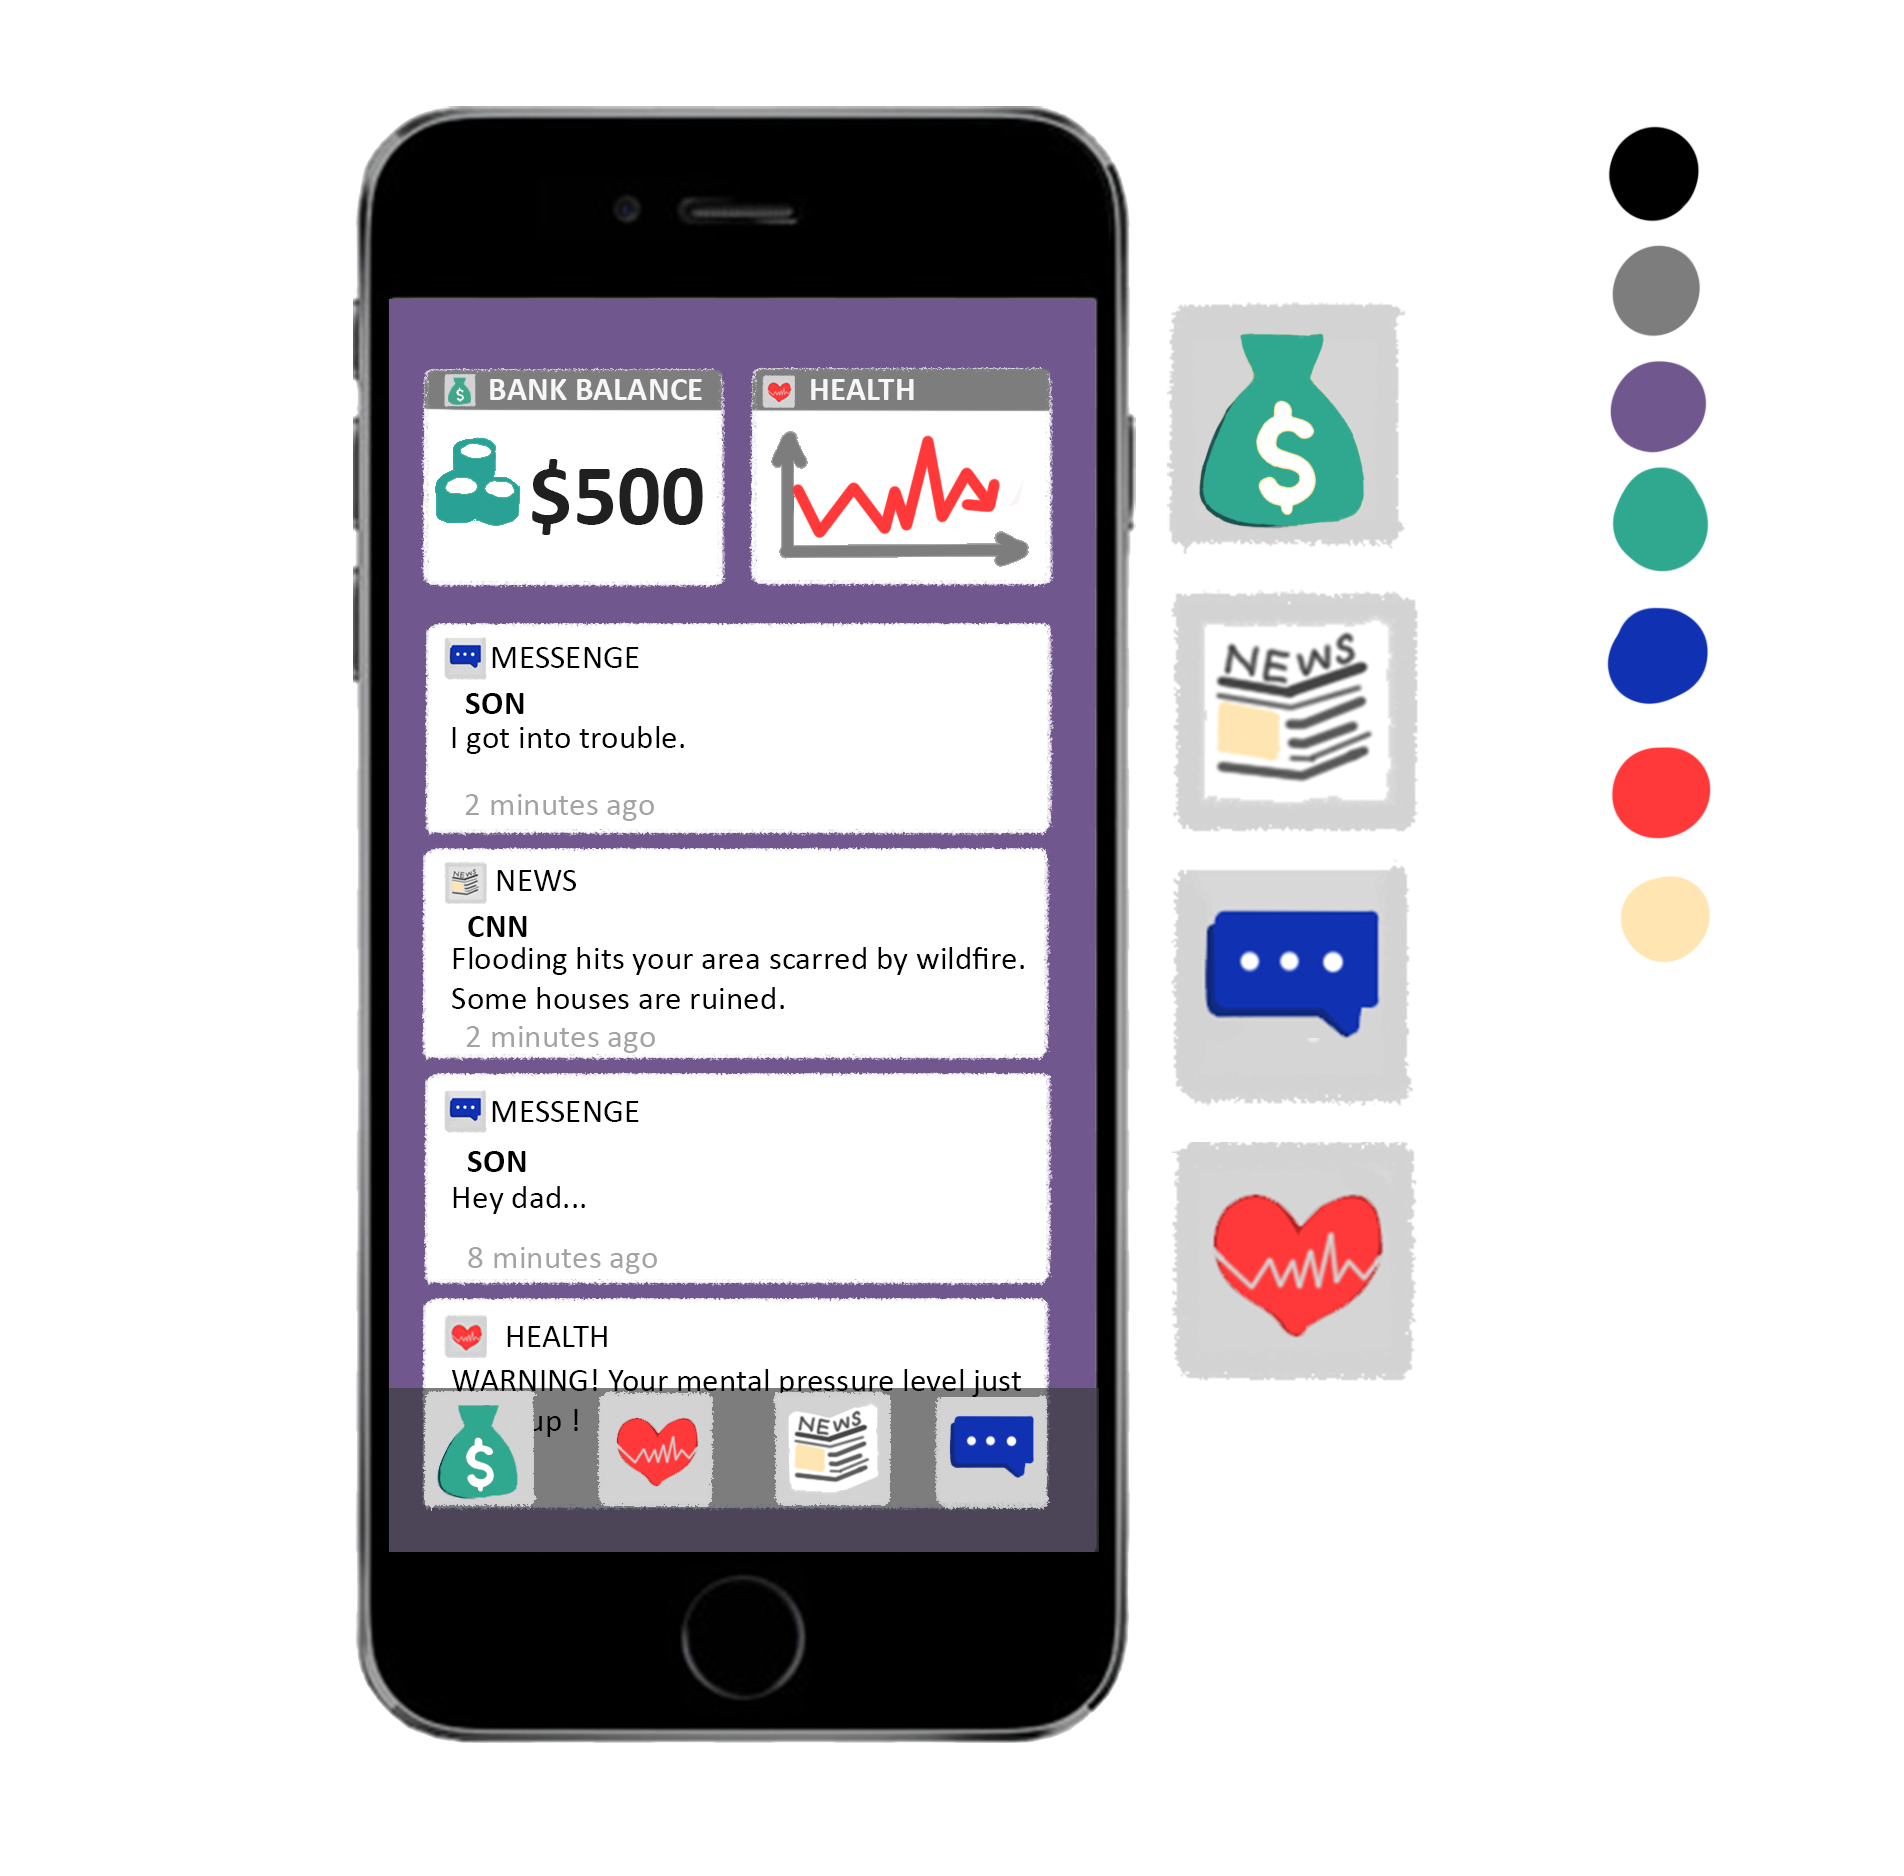 BANK BALANCE
$500
HEALTH
MESSENGE
SON
I got into trouble.
2 minutes ago
NEWS
CNN
Flooding hits your area scarred by wildfire.
Some houses are ruined.
2 minutes ago
MESSENGE
SON
Hey dad...
8 minutes ago
HEALTH
WARNING! Your mental pressure level just
up !
$
NEWS
$
NEWS